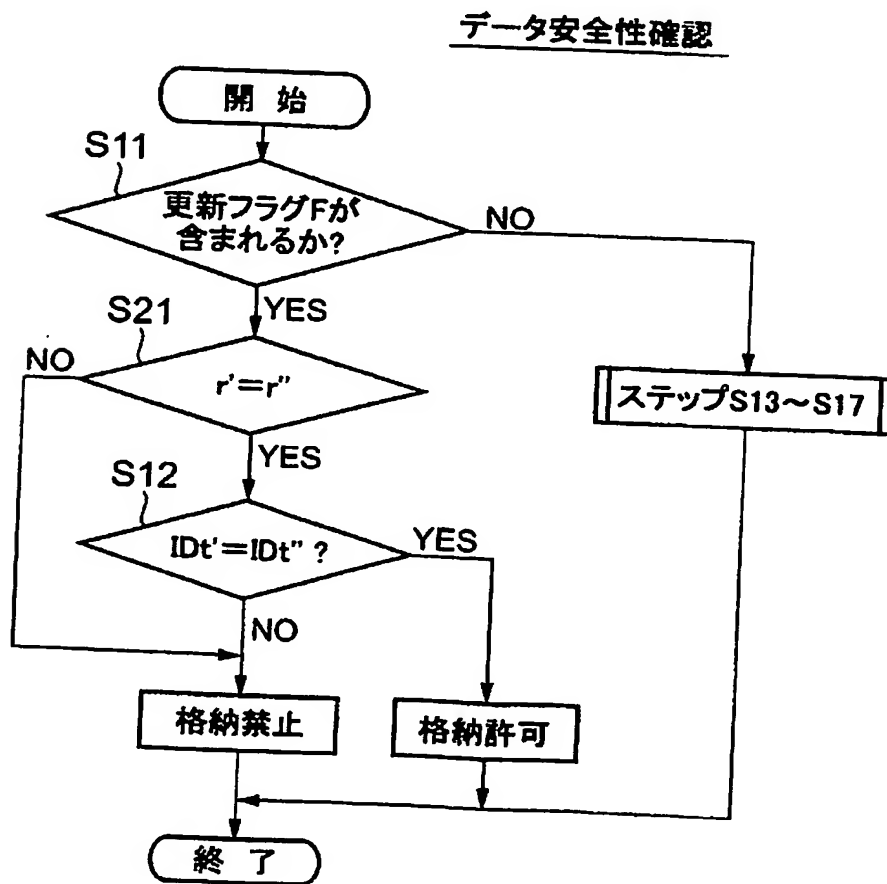 データ安全性確認
開始
S11
更新フラグFが
含まれるか?
NO
YES
S21
NO
r'=r"
ステップS13~S17
YES
S12
IDt'=IDt" ?
YES
NO
格納禁止
格納許可
終了